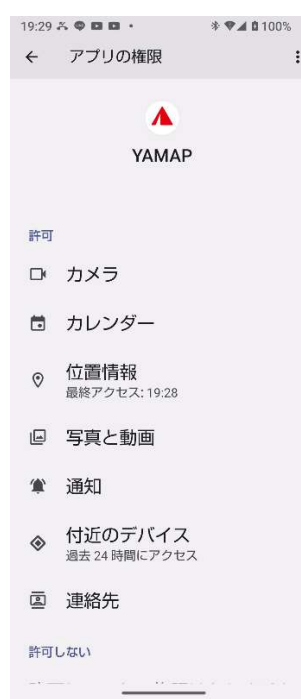 19:29 100%
アプリの権限
YAMAP
許可
カメラ
カレンダー
位置情報
最終アクセス: 19:28
写真と動画
通知
付近のデバイス
過去 24 時間にアクセス
連絡先
許可しない